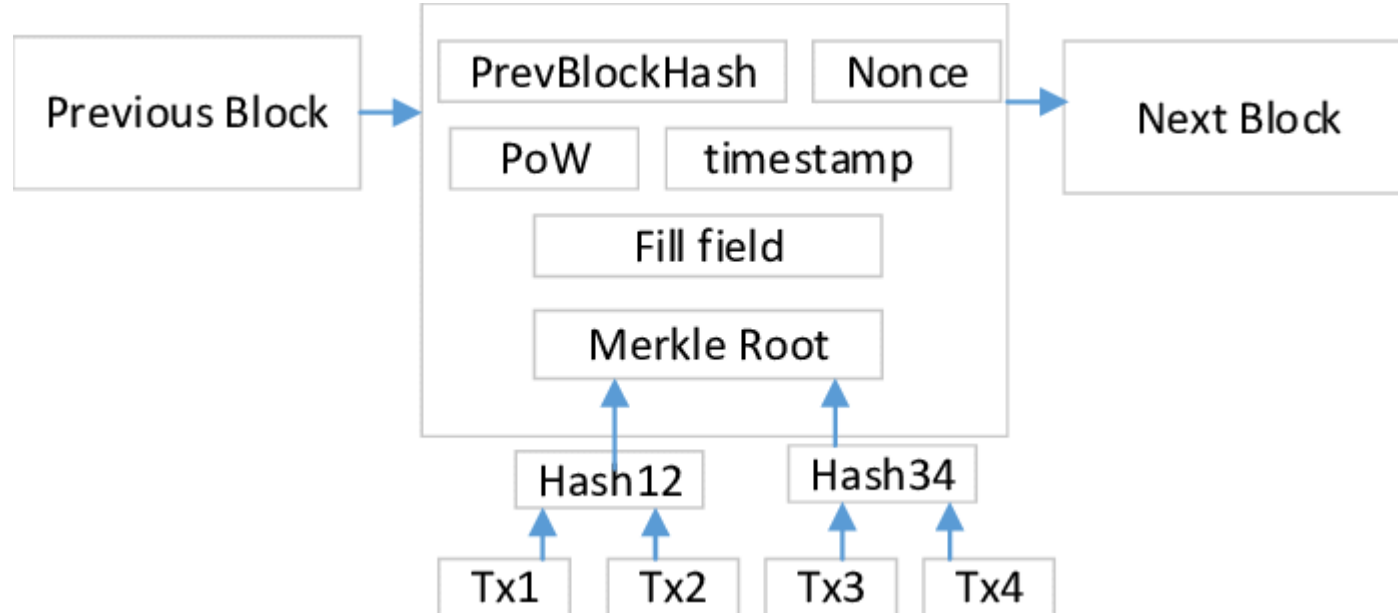 Previous Block
PrevBlockHash
Nonce
PoW
timestamp
Fill field
Merkle Root
Next Block
Hash12
Hash34
Tx1
Tx2
Tx3
Tx4